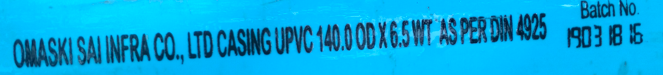 OMASKI SAI INFRA CO., LTD CASING UPVC 140.0 OD X 6.5 WT AS PER DIN 4925
Batch No.
1903 18 16